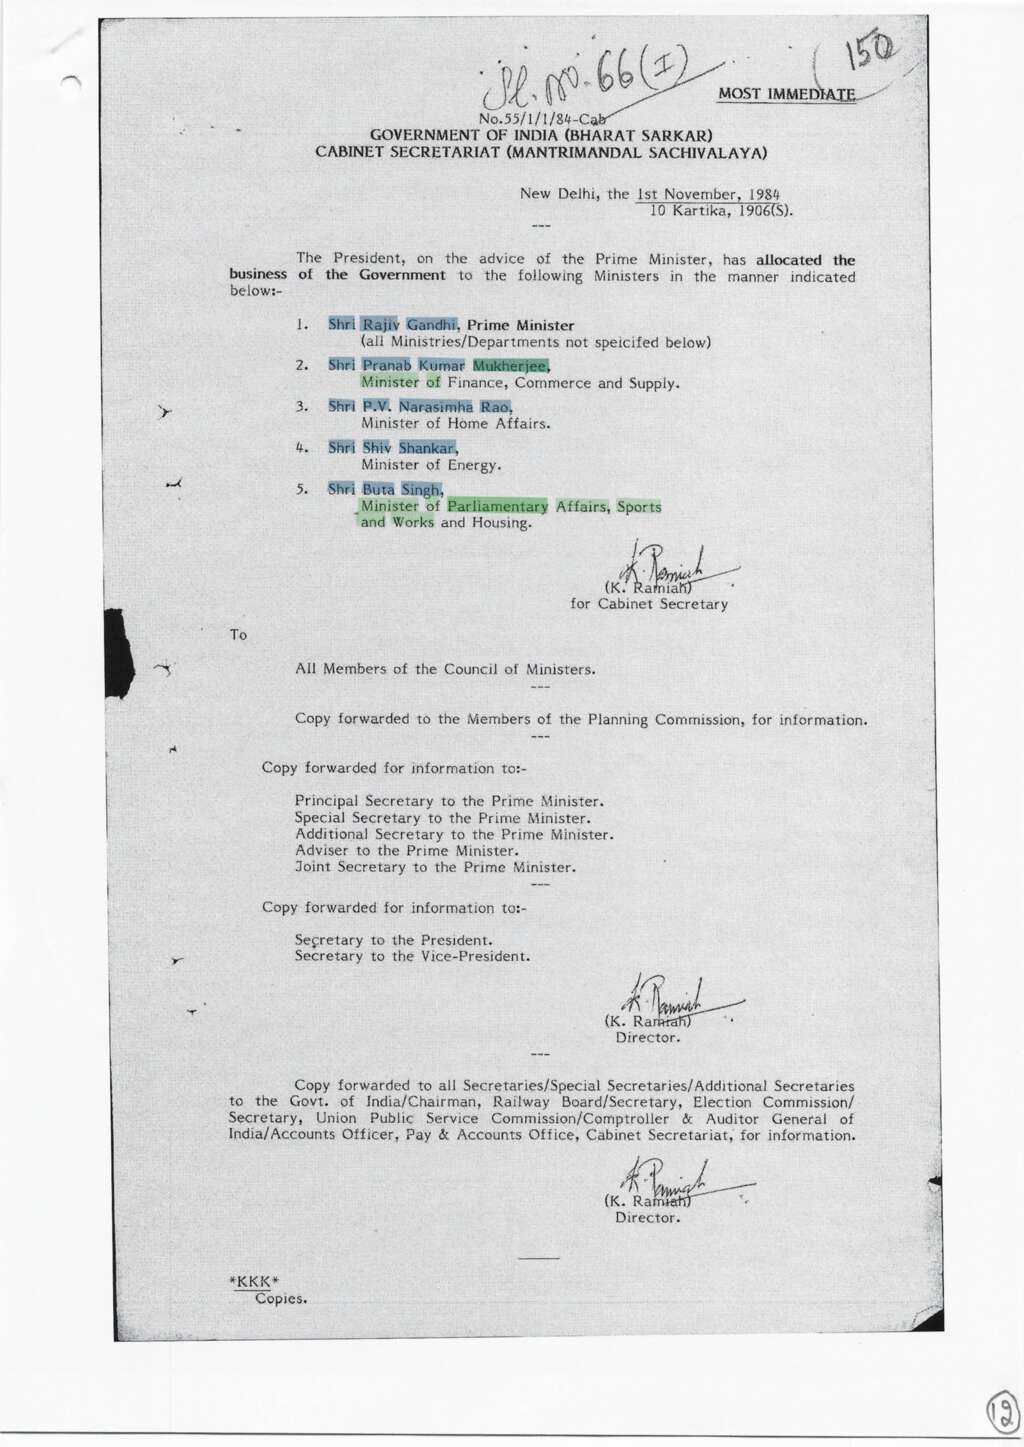 150
Sl. No. 66(I)
MOST IMMEDIATE
No.55/1/1/84-Cab
GOVERNMENT OF INDIA (BHARAT SARKAR)
CABINET SECRETARIAT (MANTRIMANDAL SACHIVALAYA)
New Delhi, the 1st November, 1984
10 Kartika, 1906(S).
---
The President, on the advice of the Prime Minister, has allocated the
business of the Government to the following Ministers in the manner indicated
below:-
1. Shri Rajiv Gandhi, Prime Minister
(all Ministries/Departments not speicifed below)
2. Shri Pranab Kumar Mukherjee,
Minister of Finance, Commerce and Supply.
3. Shri P.V. Narasimha Rao,
Minister of Home Affairs.
4. Shri Shiv Shankar,
Minister of Energy.
5. Shri Buta Singh,
Minister of Parliamentary Affairs, Sports
and Works and Housing.
K. Ramiah
(K. Ramiah)
for Cabinet Secretary
To
All Members of the Council of Ministers.
---
Copy forwarded to the Members of the Planning Commission, for information.
---
Copy forwarded for information to:-
Principal Secretary to the Prime Minister.
Special Secretary to the Prime Minister.
Additional Secretary to the Prime Minister.
Adviser to the Prime Minister.
Joint Secretary to the Prime Minister.
---
Copy forwarded for information to:-
Secretary to the President.
Secretary to the Vice-President.
K. Ramiah
(K. Ramiah)
Director.
---
Copy forwarded to all Secretaries/Special Secretaries/Additional Secretaries
to the Govt. of India/Chairman, Railway Board/Secretary, Election Commission/
Secretary, Union Public Service Commission/Comptroller & Auditor General of
India/Accounts Officer, Pay & Accounts Office, Cabinet Secretariat, for information.
K. Ramiah
(K. Ramiah)
Director.
*KKK*
Copies.
12